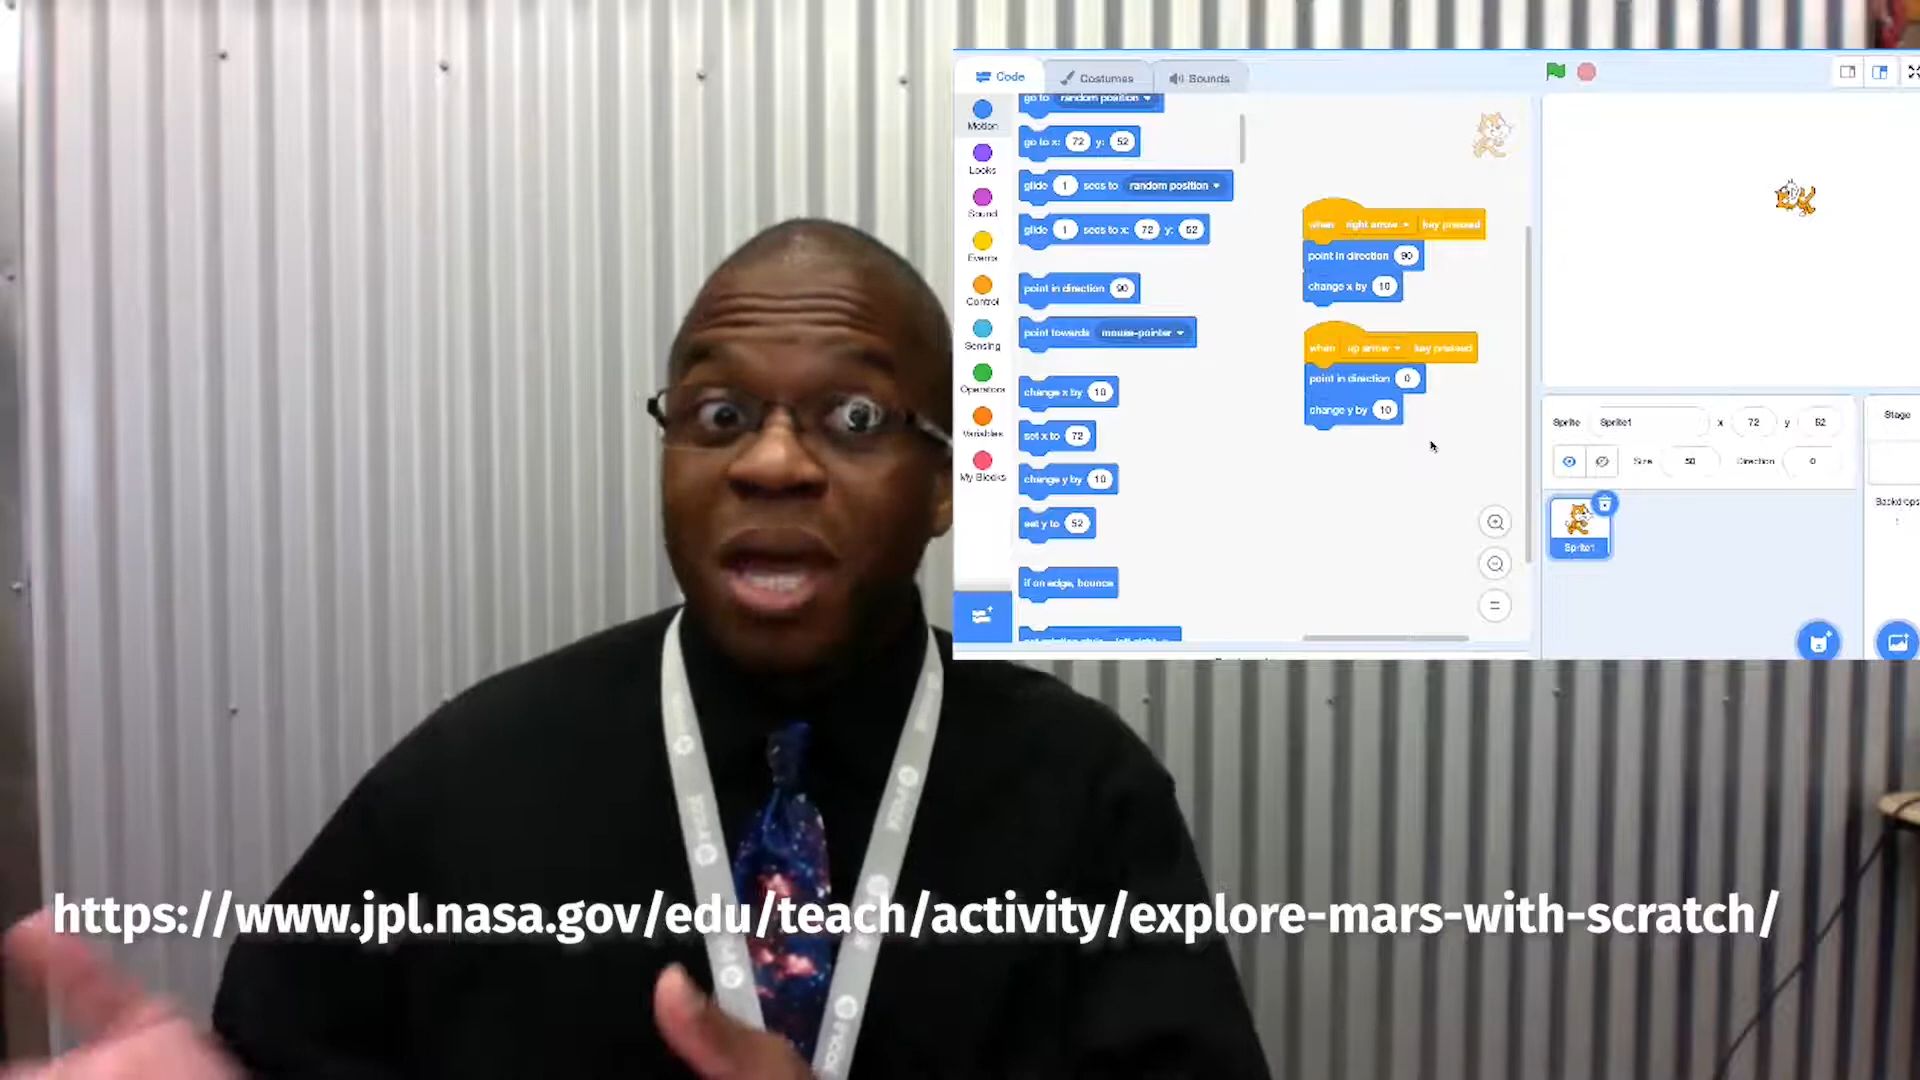 Code Costumes Sounds
Motion
Looks
Sound
Events
Control
Sensing
Operators
Variables
My Blocks
go to random position
go to x: 72 y: 52
glide 1 secs to random position
glide 1 secs to x: 72 y: 52
point in direction 90
point towards mouse-pointer
change x by 10
set x to 72
change y by 10
set y to 52
if on edge, bounce
when right arrow key pressed
point in direction 90
change x by 10
when up arrow key pressed
point in direction 0
change y by 10
Sprite Sprite1 x 72 y 52
Size 50 Direction 0
Sprite1
Stage
Backdrops
https://www.jpl.nasa.gov/edu/teach/activity/explore-mars-with-scratch/